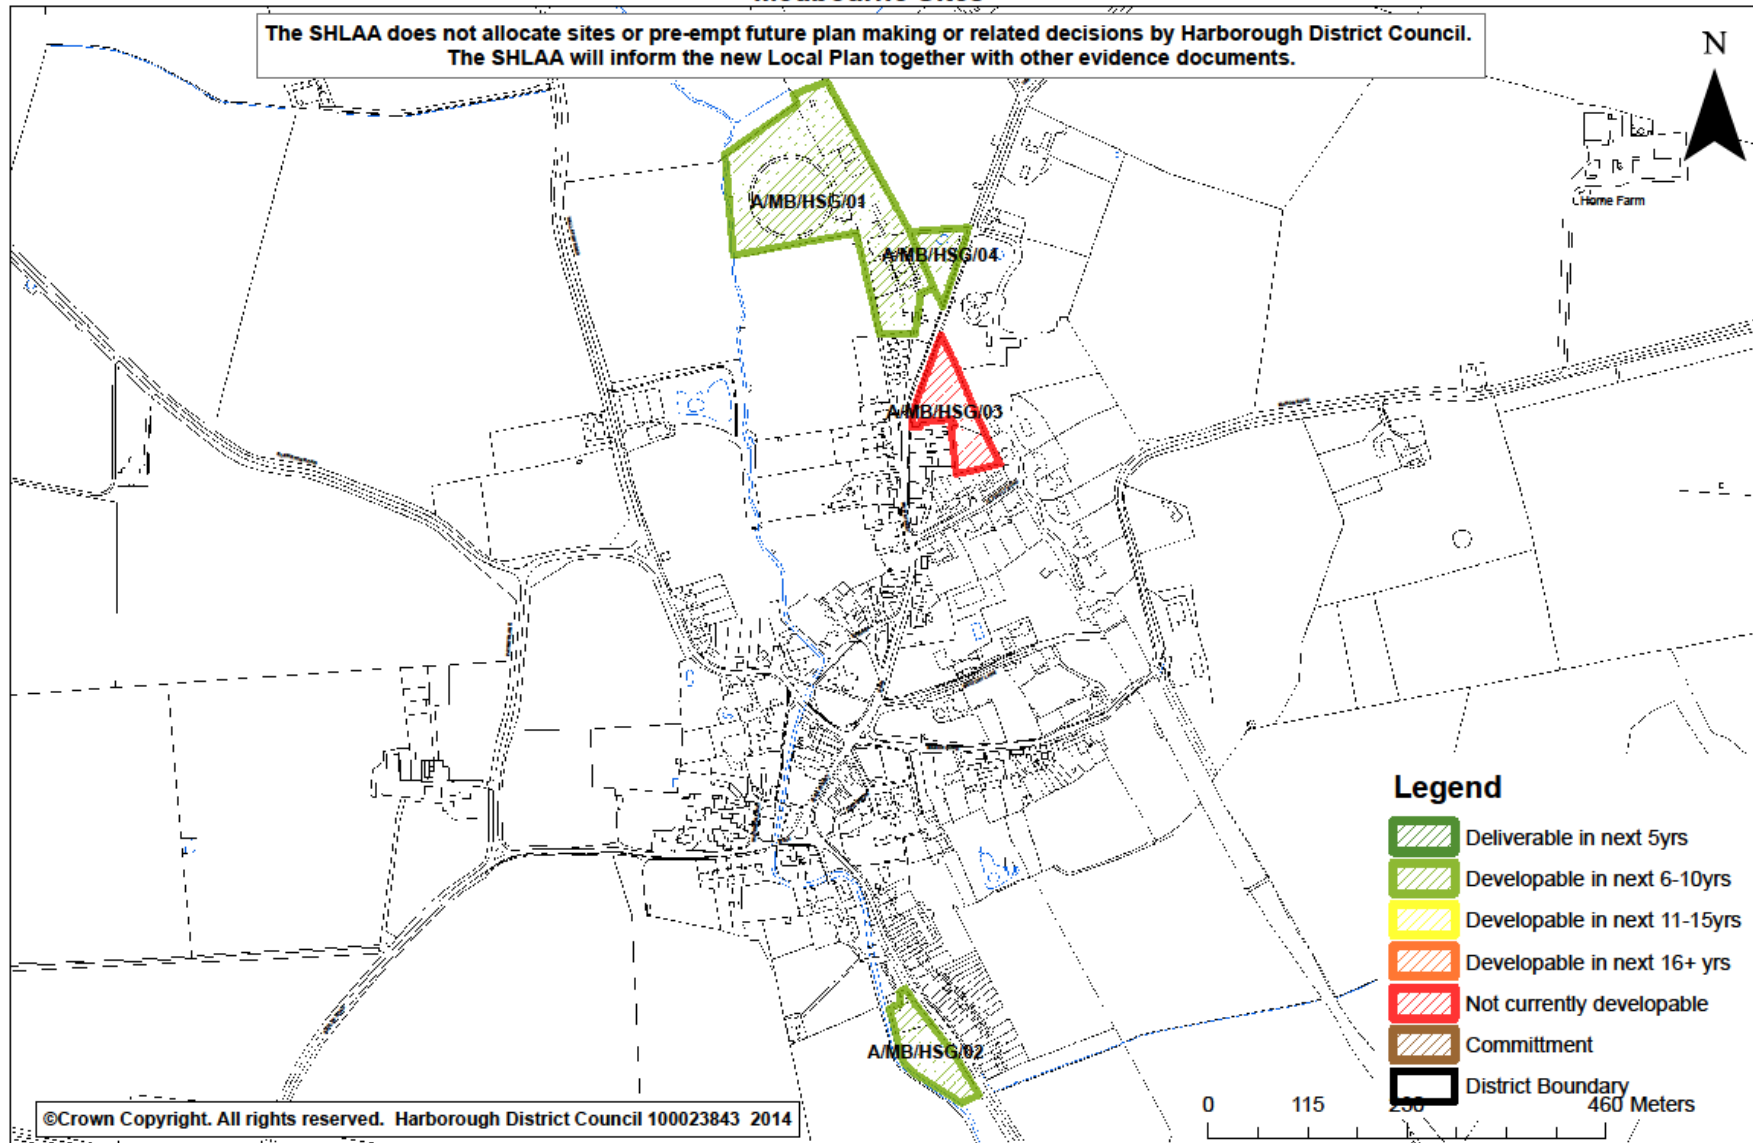 The SHLAA does not allocate sites or pre-empt future plan making or related decisions by Harborough District Council.
The SHLAA will inform the new Local Plan together with other evidence documents.
N
A/MB/HSG/01
Home Farm
A/MB/HSG/04
A/MB/HSG/03
A/MB/HSG/02
Legend
Deliverable in next 5yrs
Developable in next 6-10yrs
Developable in next 11-15yrs
Developable in next 16+ yrs
Not currently developable
Committment
District Boundary
0 115 230 460 Meters
©Crown Copyright. All rights reserved. Harborough District Council 100023843 2014